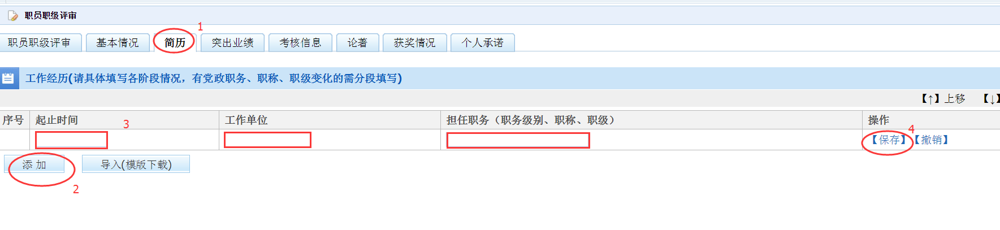 职员职级评审
1
职员职级评审 基本情况 简历 突出业绩 考核信息 论著 获奖情况 个人承诺
工作经历(请具体填写各阶段情况，有党政职务、职称、职级变化的需分段填写)
【↑】上移 【↓】
序号 起止时间 3 工作单位 担任职务（职务级别、职称、职级） 操作
4
【保存】【撤销】
添 加 导入(模版下载)
2